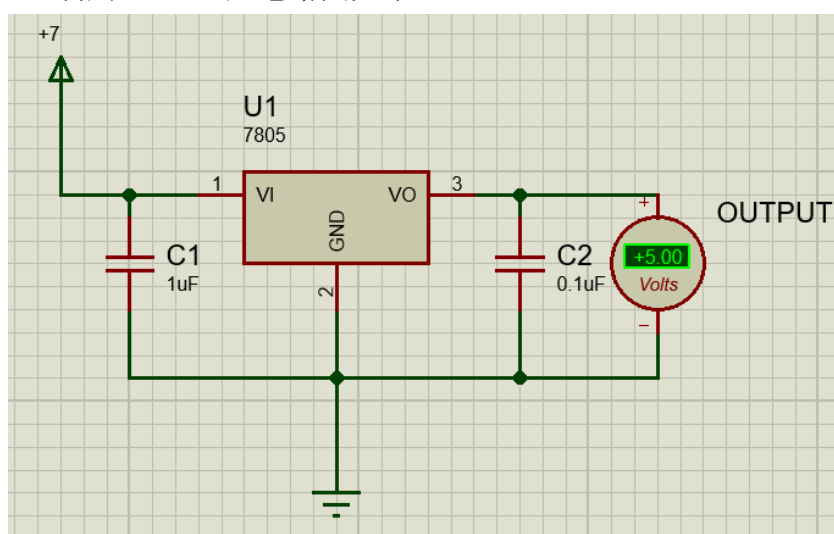 +7
U1
7805
1
VI
VO
3
GND
2
C1
1uF
C2
0.1uF
+
+5.00
Volts
−
OUTPUT